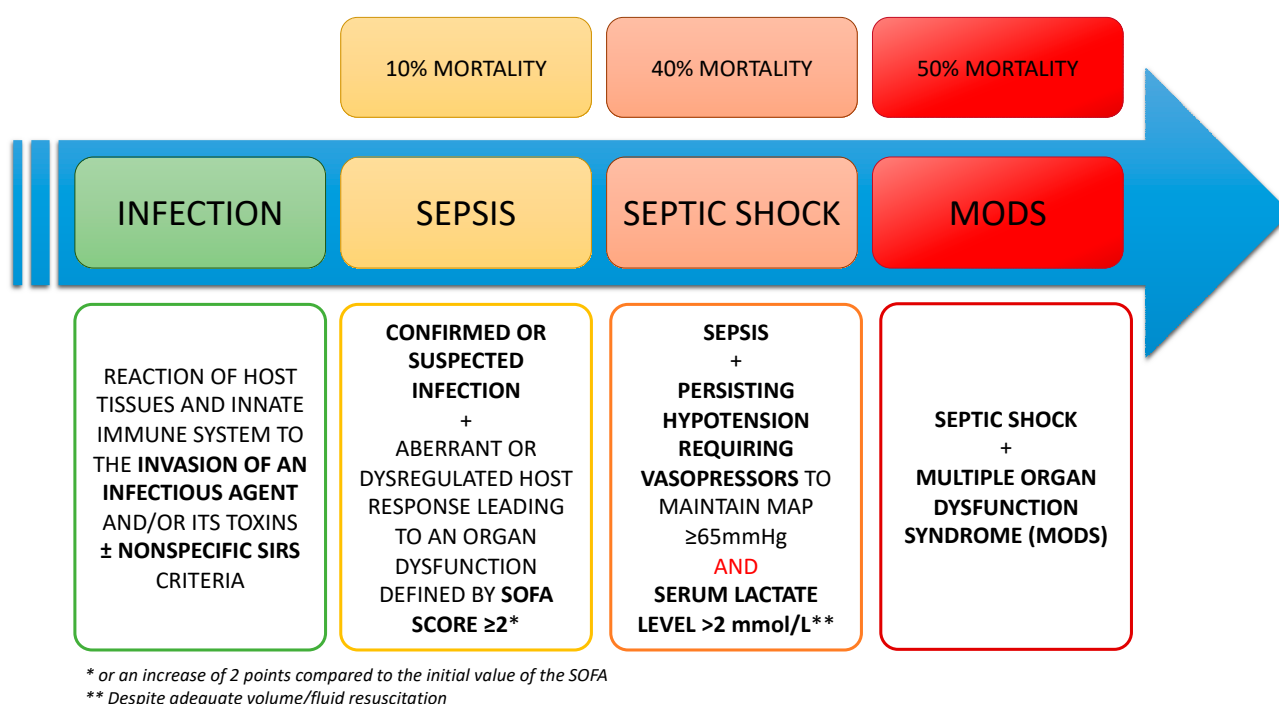 10% MORTALITY
40% MORTALITY
50% MORTALITY
INFECTION
SEPSIS
SEPTIC SHOCK
MODS
REACTION OF HOST
TISSUES AND INNATE
IMMUNE SYSTEM TO
THE INVASION OF AN
INFECTIOUS AGENT
AND/OR ITS TOXINS
± NONSPECIFIC SIRS
CRITERIA
CONFIRMED OR
SUSPECTED
INFECTION
+
ABERRANT OR
DYSREGULATED HOST
RESPONSE LEADING
TO AN ORGAN
DYSFUNCTION
DEFINED BY SOFA
SCORE ≥2*
SEPSIS
+
PERSISTING
HYPOTENSION
REQUIRING
VASOPRESSORS TO
MAINTAIN MAP
≥65mmHg
AND
SERUM LACTATE
LEVEL >2 mmol/L**
SEPTIC SHOCK
+
MULTIPLE ORGAN
DYSFUNCTION
SYNDROME (MODS)
* or an increase of 2 points compared to the initial value of the SOFA
** Despite adequate volume/fluid resuscitation